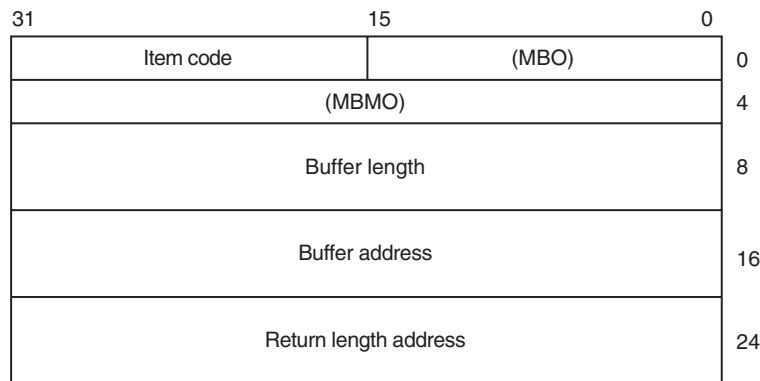 31 15 0
Item code (MBO) 0
(MBMO) 4
Buffer length 8
Buffer address 16
Return length address 24